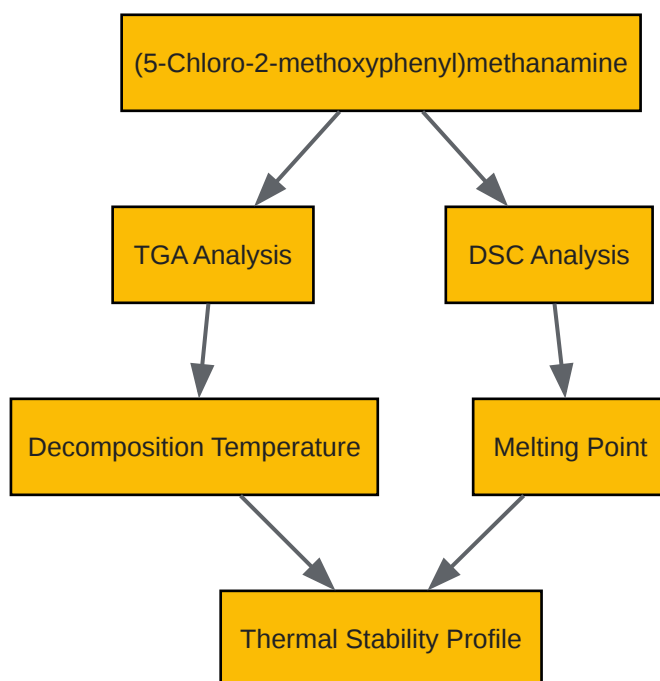 (5-Chloro-2-methoxyphenyl)methanamine
TGA Analysis
DSC Analysis
Decomposition Temperature
Melting Point
Thermal Stability Profile